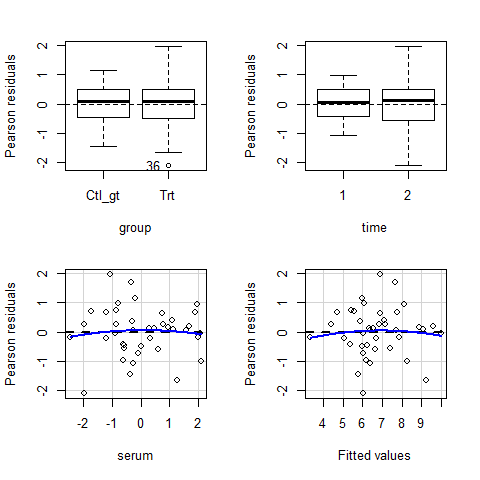 Pearson residuals
2
1
0
-1
-2
36
Ctl_gt Trt
group
Pearson residuals
2
1
0
-1
-2
1 2
time
Pearson residuals
2
1
0
-1
-2
-2 -1 0 1 2
serum
Pearson residuals
2
1
0
-1
-2
4 5 6 7 8 9
Fitted values